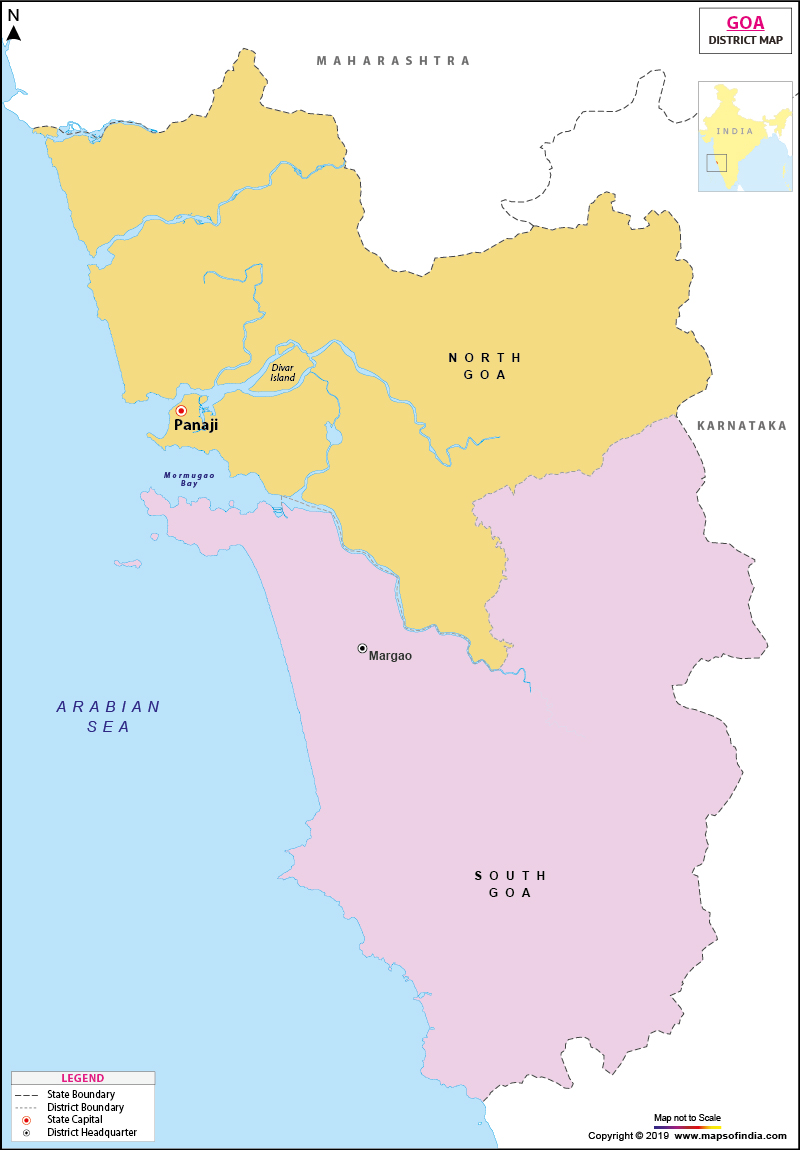 N
GOA
DISTRICT MAP
MAHARASHTRA
INDIA
NORTH
GOA
Divar
Island
Panaji
KARNATAKA
Mormugao
Bay
Margao
ARABIAN
SEA
SOUTH
GOA
LEGEND
State Boundary
District Boundary
State Capital
District Headquarter
Map not to Scale
Copyright © 2019 www.mapsofindia.com